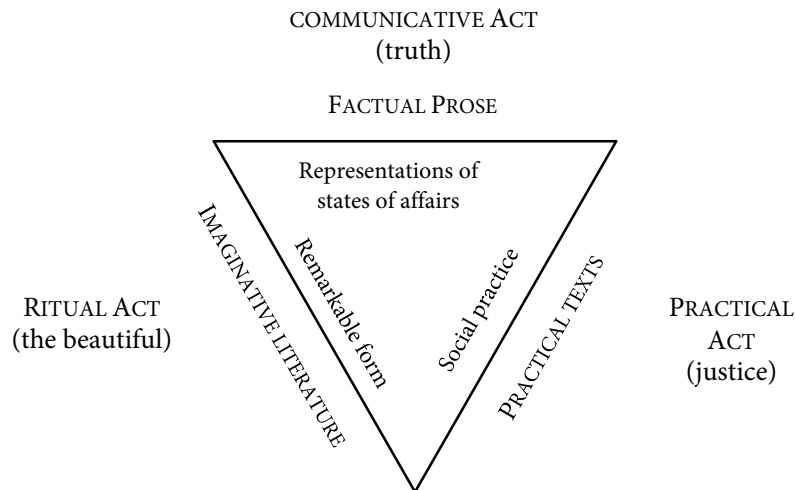 COMMUNICATIVE ACT
(truth)
FACTUAL PROSE
Representations of
states of affairs
IMAGINATIVE LITERATURE
Remarkable form
Social practice
PRACTICAL TEXTS
RITUAL ACT
(the beautiful)
PRACTICAL
ACT
(justice)